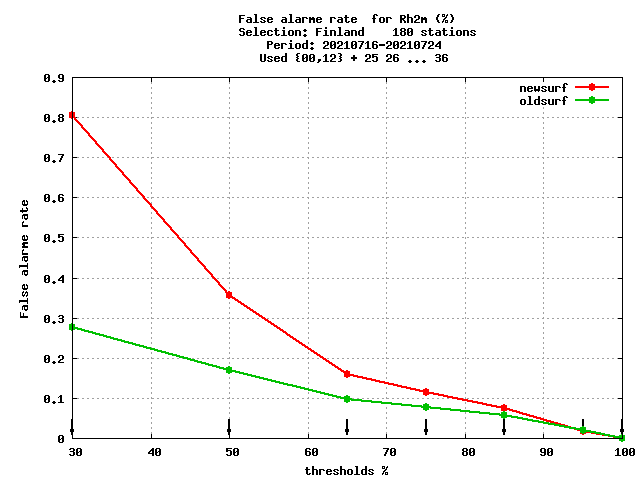 False alarme rate  for Rh2m (%)
Selection: Finland    180 stations
Period: 20210716-20210724
Used {00,12} + 25 26 ... 36
newsurf
oldsurf
False alarme rate
0.9
0.8
0.7
0.6
0.5
0.4
0.3
0.2
0.1
0
30 40 50 60 70 80 90 100
thresholds %